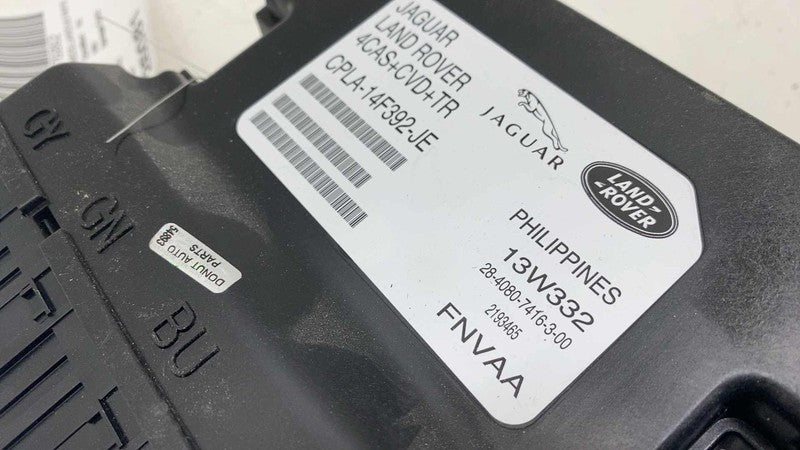 JAGUAR
LAND ROVER
4CAS+CVD+TR
CPLA-14F392-JE
JAGUAR
LAND-
-ROVER
PHILIPPINES
13W332
28-4080-7416-3-00
2193465
FNVAA
GY
GN
BU
DONUT AUTO
PARTS